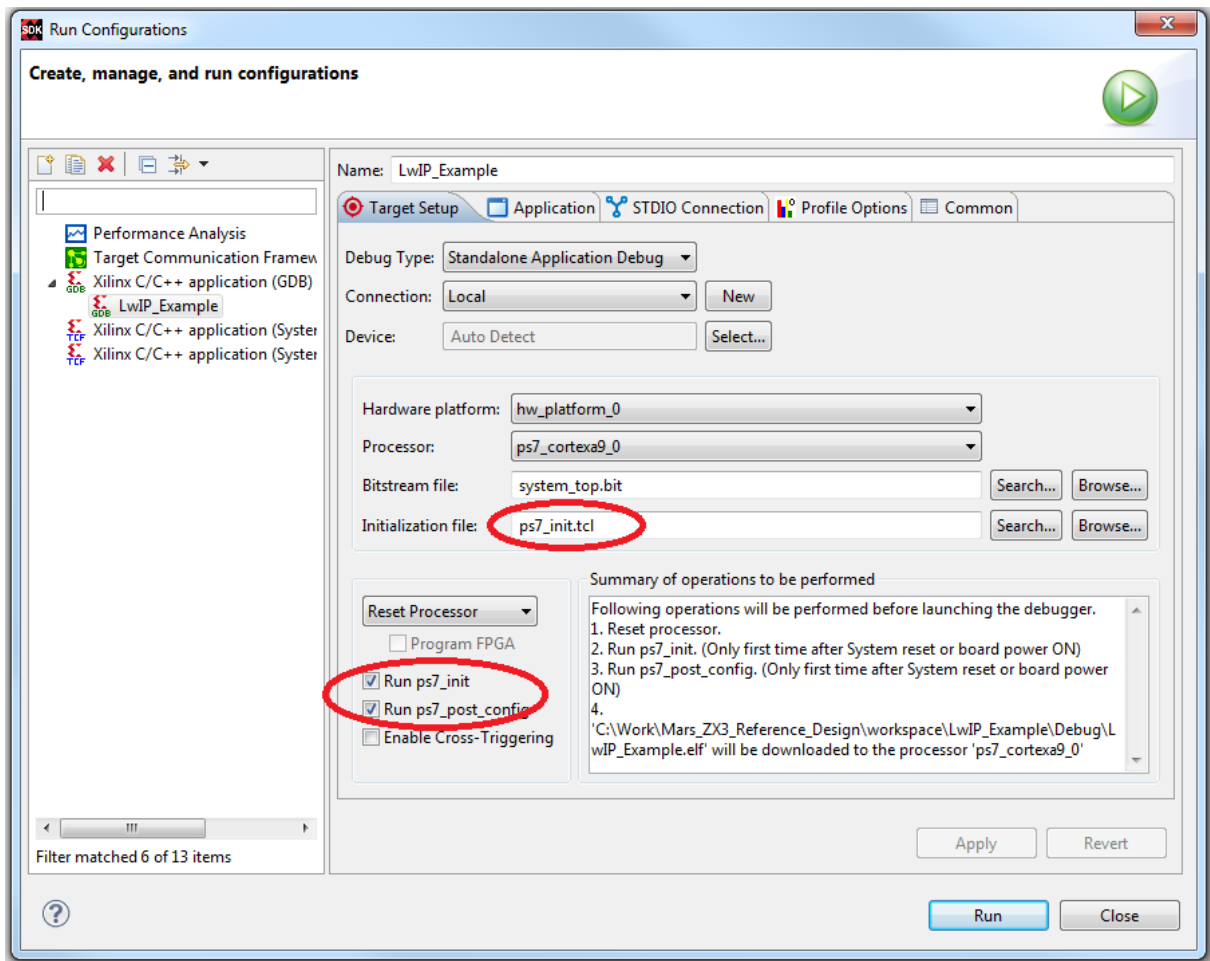 SDK Run Configurations
Create, manage, and run configurations
Name: LwIP_Example
Target Setup Application STDIO Connection Profile Options Common
Performance Analysis
Target Communication Framew
Xilinx C/C++ application (GDB)
GDB LwIP_Example
GDB
Xilinx C/C++ application (System
TCF
Xilinx C/C++ application (System
TCF
Debug Type: Standalone Application Debug
Connection: Local New
Device: Auto Detect Select...
Hardware platform: hw_platform_0
Processor: ps7_cortexa9_0
Bitstream file: system_top.bit Search... Browse...
Initialization file: ps7_init.tcl Search... Browse...
Reset Processor
Program FPGA
Run ps7_init
Run ps7_post_config
Enable Cross-Triggering
Summary of operations to be performed
Following operations will be performed before launching the debugger.
1. Reset processor.
2. Run ps7_init. (Only first time after System reset or board power ON)
3. Run ps7_post_config. (Only first time after System reset or board power
ON)
4.
'C:\Work\Mars_ZX3_Reference_Design\workspace\LwIP_Example\Debug\L
wIP_Example.elf' will be downloaded to the processor 'ps7_cortexa9_0'
Filter matched 6 of 13 items
Apply Revert
? Run Close